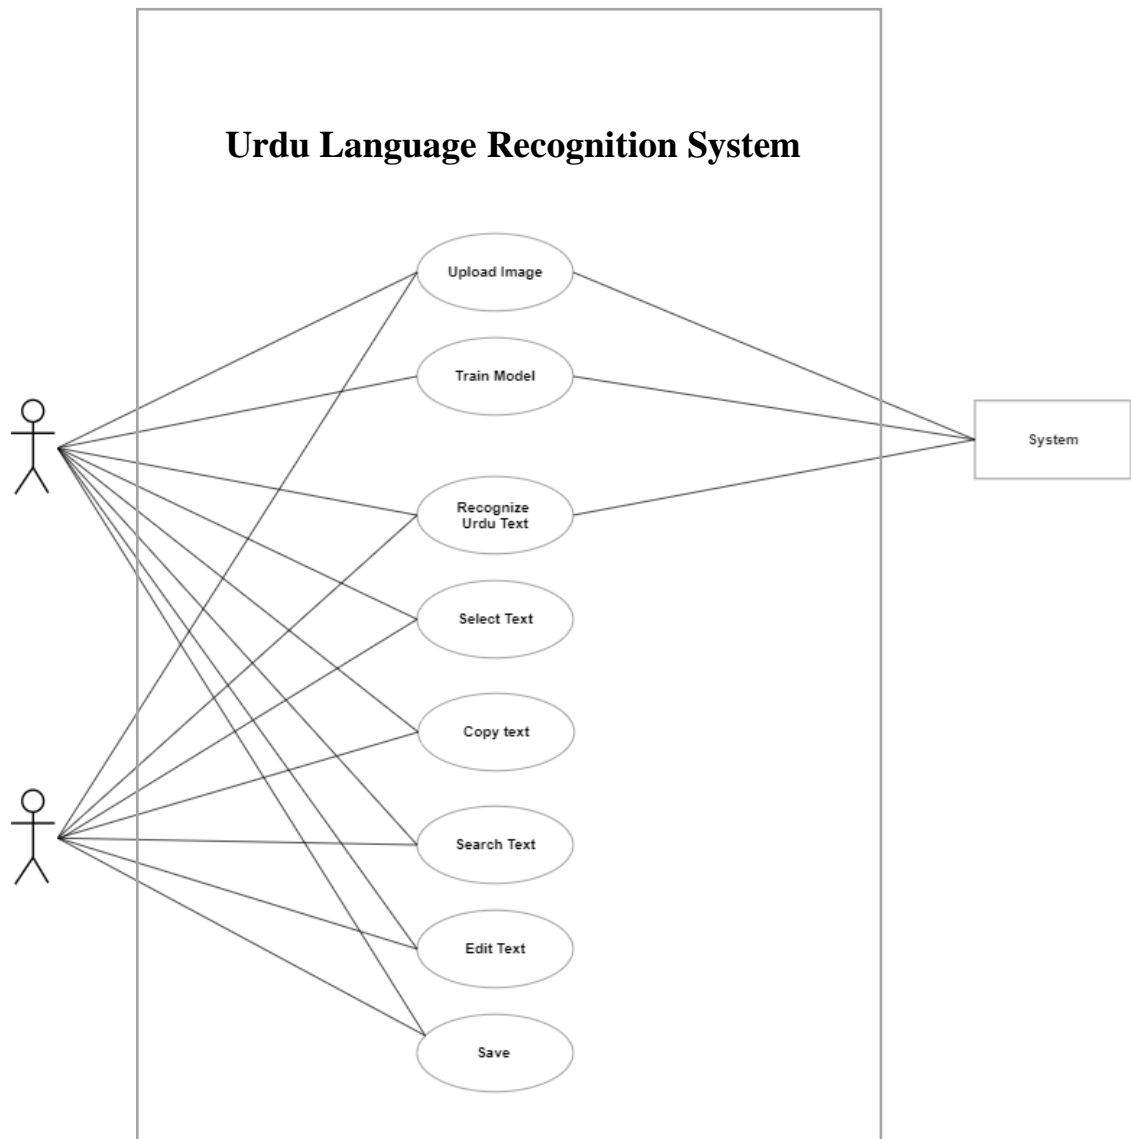 Urdu Language Recognition System
Upload Image
Train Model
System
Recognize
Urdu Text
Select Text
Copy text
Search Text
Edit Text
Save